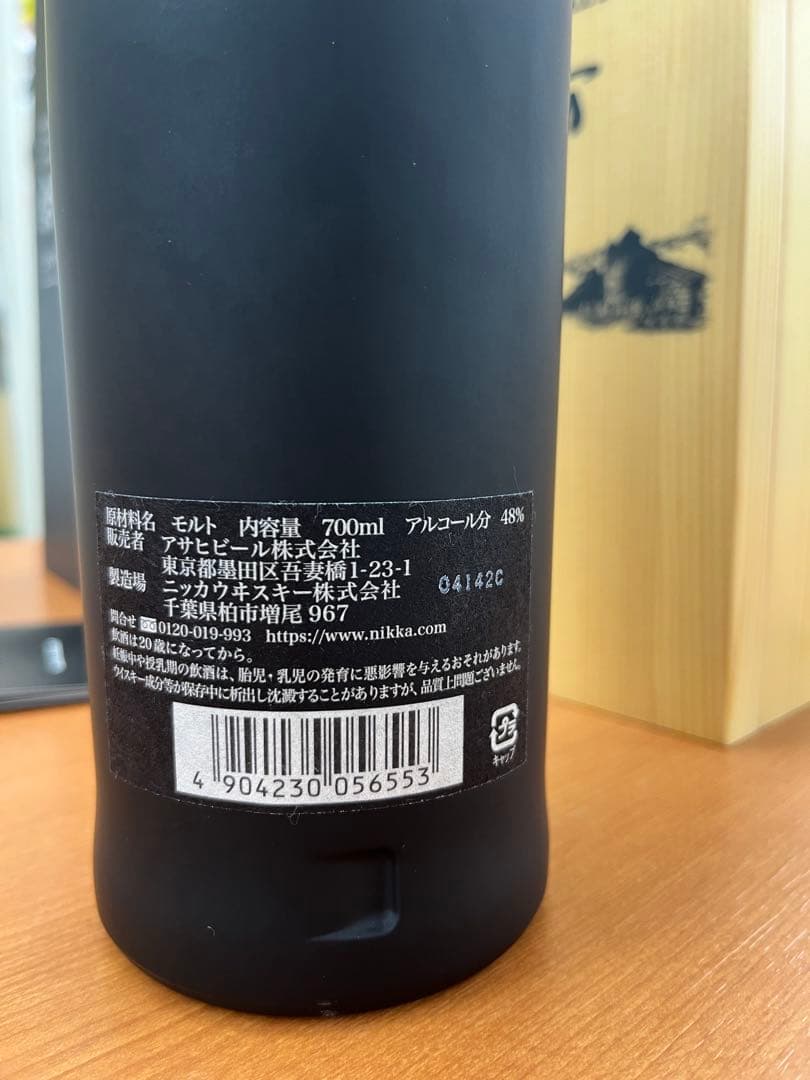 原材料名 モルト 内容量 700ml アルコール分 48%
販売者 アサヒビール株式会社
東京都墨田区吾妻橋1-23-1
製造場 ニッカウヰスキー株式会社
千葉県柏市増尾 967
04142C
問合せ 0120-019-993 https://www.nikka.com
飲酒は20歳になってから。
妊娠中や授乳期の飲酒は、胎児・乳児の発育に悪影響を与えるおそれがあります。
ウイスキー成分等が保存中に析出し沈澱することがありますが、品質上問題ございません。
4 904230 056553
プラ
キャップ